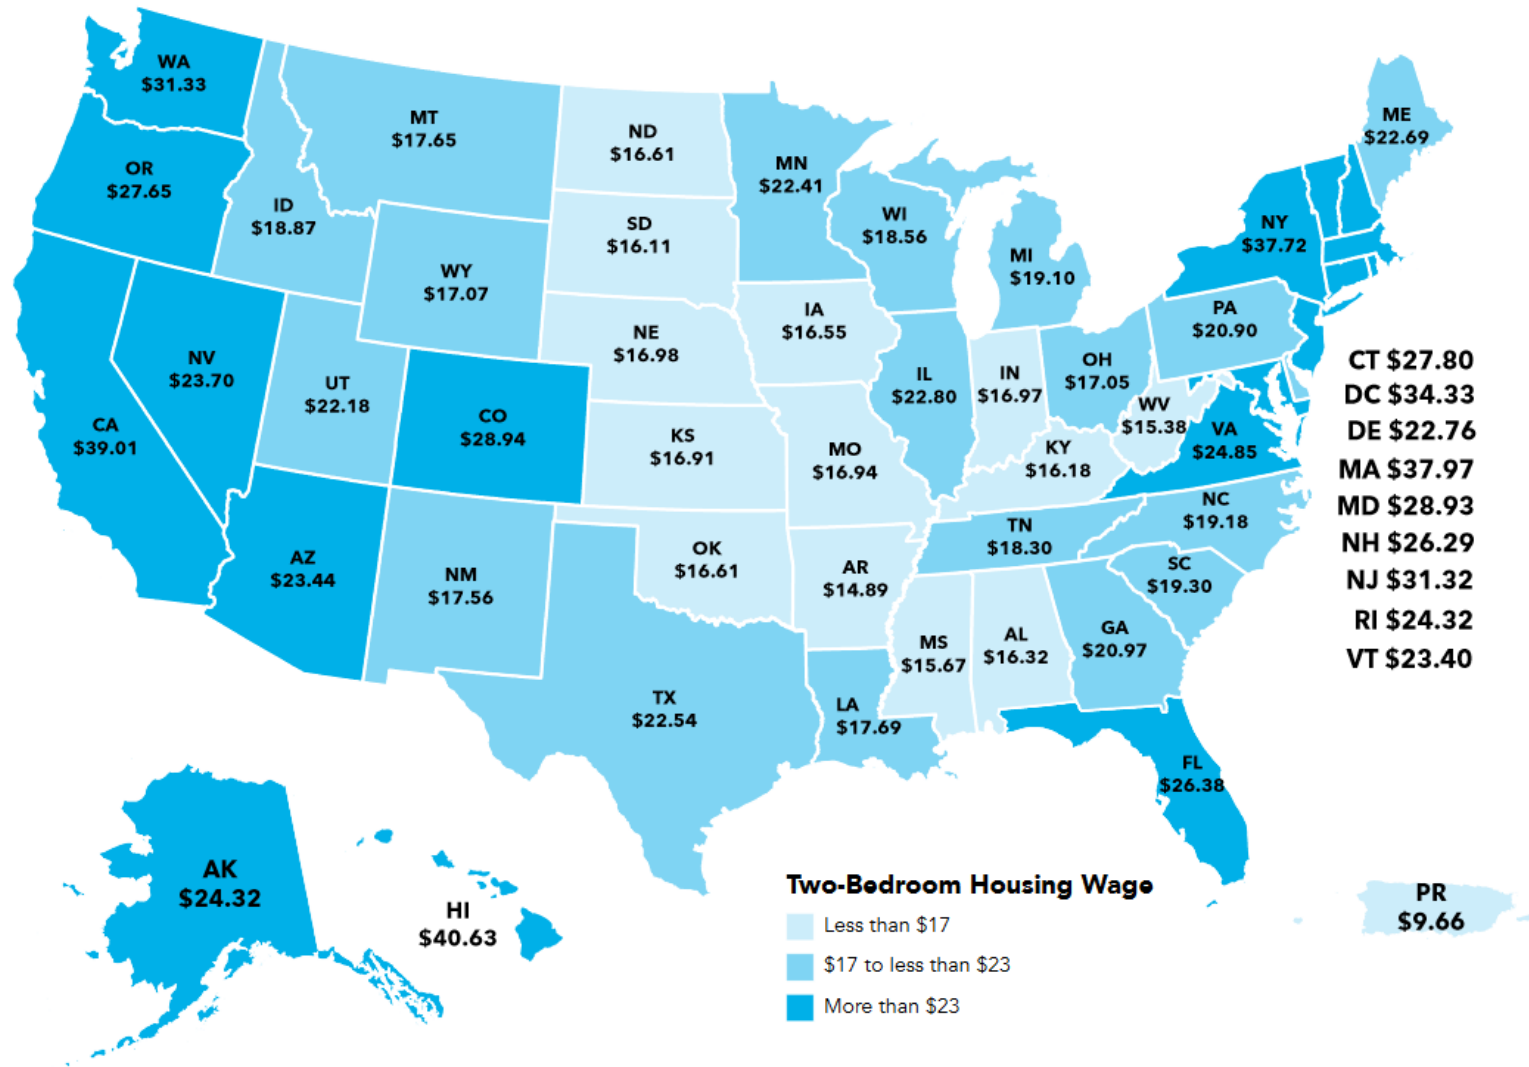 WA
$31.33
OR
$27.65
CA
$39.01
NV
$23.70
ID
$18.87
MT
$17.65
WY
$17.07
UT
$22.18
CO
$28.94
AZ
$23.44
NM
$17.56
ND
$16.61
SD
$16.11
NE
$16.98
KS
$16.91
OK
$16.61
TX
$22.54
MN
$22.41
IA
$16.55
MO
$16.94
AR
$14.89
LA
$17.69
WI
$18.56
IL
$22.80
MI
$19.10
IN
$16.97
OH
$17.05
KY
$16.18
TN
$18.30
MS
$15.67
AL
$16.32
GA
$20.97
FL
$26.38
SC
$19.30
NC
$19.18
VA
$24.85
WV
$15.38
PA
$20.90
NY
$37.72
ME
$22.69
CT $27.80
DC $34.33
DE $22.76
MA $37.97
MD $28.93
NH $26.29
NJ $31.32
RI $24.32
VT $23.40
AK
$24.32
HI
$40.63
Two-Bedroom Housing Wage
Less than $17
$17 to less than $23
More than $23
PR
$9.66